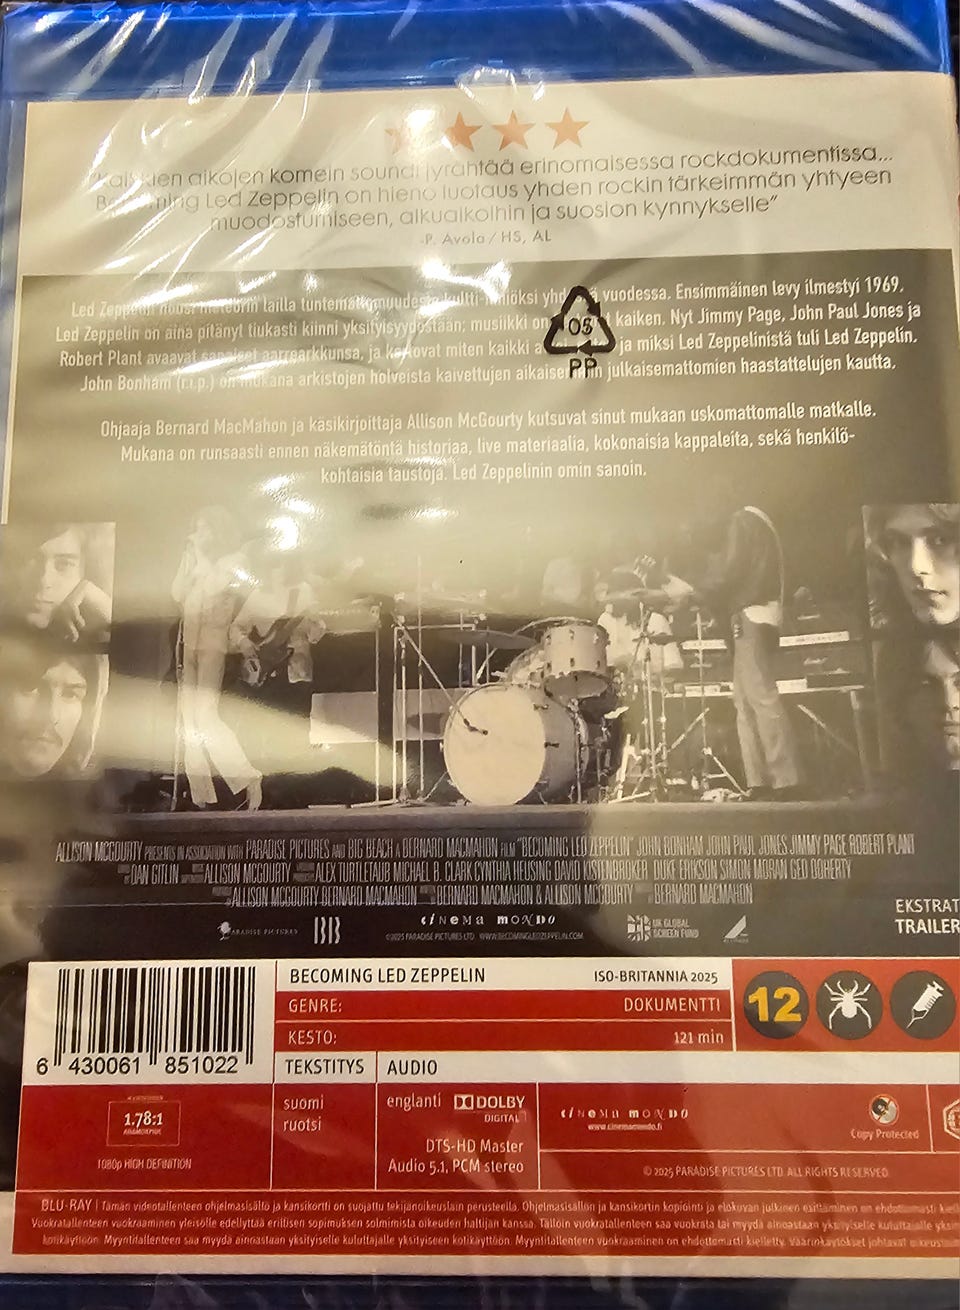 "Kaikkien aikojen komein soundi jyrähtää erinomaisessa rockdokumentissa...
Becoming Led Zeppelin on hieno luotaus yhden rockin tärkeimmän yhtyeen
muodostumiseen, alkuaikoihin ja suosion kynnykselle"
-P. Avola / HS, AL
Led Zeppelin nousi meteorin lailla tuntemattomuudesta kultti-ilmiöksi vuodessa. Ensimmäinen levy ilmestyi 1969.
Led Zeppelin on aina pitänyt tiukasti kiinni yksityisyydestään: musiikki on kaiken. Nyt Jimmy Page, John Paul Jones ja
Robert Plant avaavat aarrearkkunsa, ja kertovat miten kaikki ja miksi Led Zeppelinistä tuli Led Zeppelin.
John Bonham (r.i.p.) on mukana arkistojen holveista kaivettujen julkaisemattomien haastattelujen kautta.
05
PP
Ohjaaja Bernard MacMahon ja käsikirjoittaja Allison McGourty kutsuvat sinut mukaan uskomattomalle matkalle.
Mukana on runsaasti ennen näkemätöntä historiaa, live materiaalia, kokonaisia kappaleita, sekä henkilö-
kohtaisia taustoja. Led Zeppelinin omin sanoin.
ALLISON MCGOURTY PRESENTS IN ASSOCIATION WITH PARADISE PICTURES AND BIG BEACH A BERNARD MACMAHON FILM "BECOMING LED ZEPPELIN" JOHN BONHAM JOHN PAUL JONES JIMMY PAGE ROBERT PLANT
DAN GITLIN ALLISON MCGOURTY ALEX TURTLETAUB MICHAEL B. CLARK CYNTHIA HEUSING DAVID KISTENBROKER DUKE ERIKSON SIMON MORAN GED DOHERTY
ALLISON MCGOURTY BERNARD MACMAHON BERNARD MACMAHON & ALLISON MCGOURTY BERNARD MACMAHON
EKSTRAT
TRAILER
PARADISE PICTURES
BB
CINEMA MONDO
©2025 PARADISE PICTURES LTD. WWW.BECOMINGLEDZEPPELIN.COM
UK GLOBAL
SCREEN FUND
BECOMING LED ZEPPELIN ISO-BRITANNIA 2025
GENRE: DOKUMENTTI
KESTO: 121 min
12
6 430061 851022
TEKSTITYS AUDIO
suomi
ruotsi
englanti DOLBY
DIGITAL
DTS-HD Master
Audio 5.1, PCM stereo
1.78:1
ANAMORPHIC
1080p HIGH DEFINITION
CINEMA MONDO
www.cinemamondo.fi
Copy Protected
© 2025 PARADISE PICTURES LTD. ALL RIGHTS RESERVED.
BLU-RAY | Tämän videotallenteen ohjelmasisältö ja kansikortti on suojattu tekijänoikeuslain perusteella. Ohjelmasisällön ja kansikortin kopiointi ja elokuvan julkinen esittäminen on ehdottomasti
Vuokratallenteen vuokraaminen yleisölle edellyttää erillisen sopimuksen solmimista oikeuden haltijan kanssa. Tällöin vuokratallenteen saa vuokrata tai myydä ainoastaan yksityiselle kuluttajalle
kotikäyttöön. Myyntitallenteen saa myydä ainoastaan yksityiselle kuluttajalle yksityiseen kotikäyttöön. Myyntitallenteen vuokraaminen on ehdottomasti kielletty. Väärinkäytökset johtavat